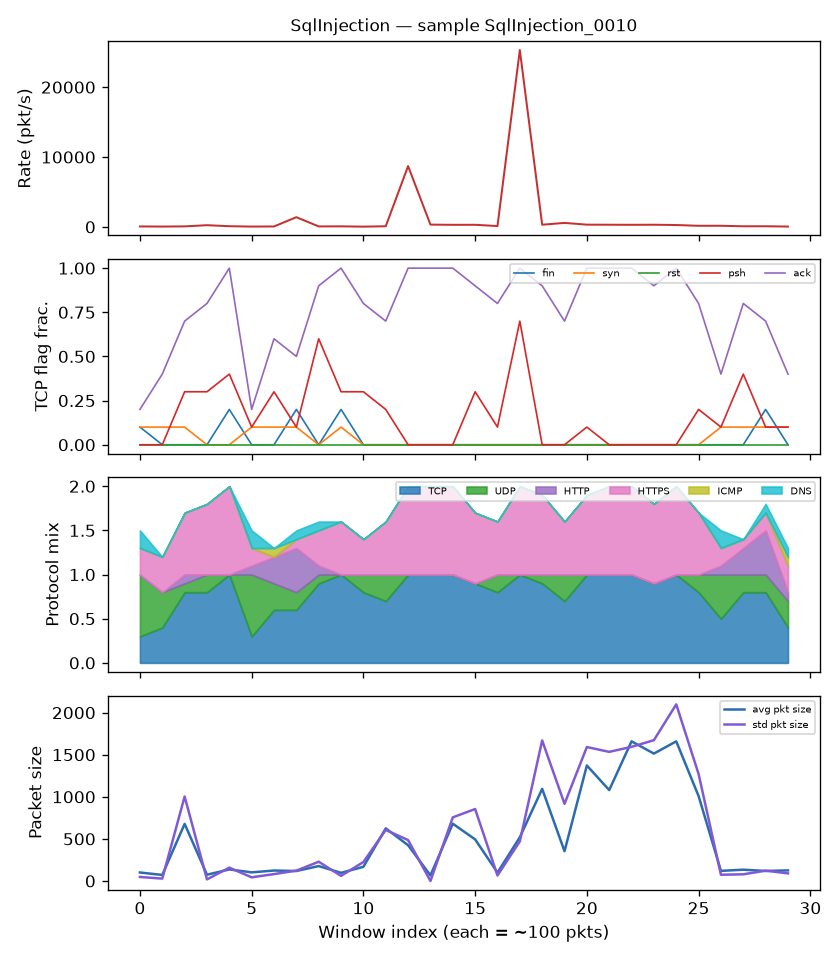 SqlInjection — sample SqlInjection_0010
Rate (pkt/s)
20000
10000
0
TCP flag frac.
1.00
0.75
0.50
0.25
0.00
fin syn rst psh ack
Protocol mix
2.0
1.5
1.0
0.5
0.0
TCP UDP HTTP HTTPS ICMP DNS
Packet size
2000
1500
1000
500
0
avg pkt size
std pkt size
0 5 10 15 20 25 30
Window index (each = ~100 pkts)